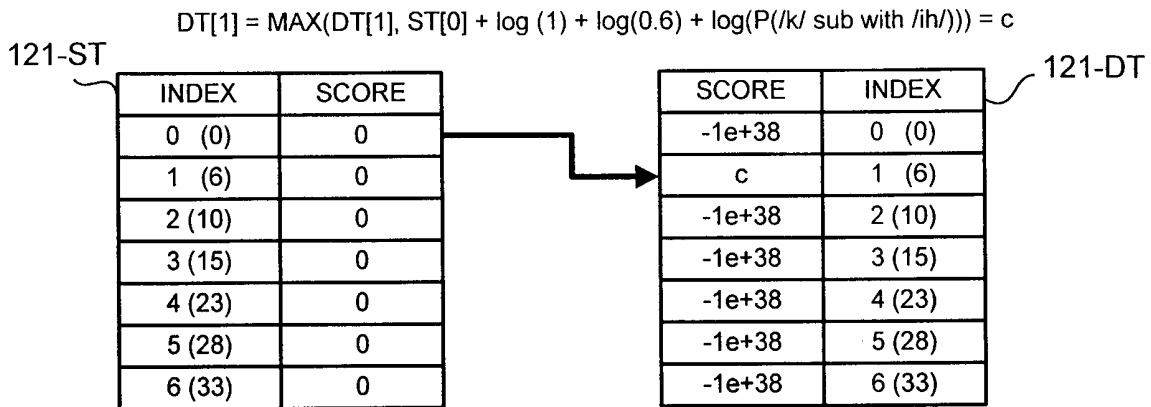 DT[1] = MAX(DT[1], ST[0] + log (1) + log(0.6) + log(P(/k/ sub with /ih/))) = c
121-ST
121-DT
INDEX SCORE
0 (0) 0
1 (6) 0
2 (10) 0
3 (15) 0
4 (23) 0
5 (28) 0
6 (33) 0
SCORE INDEX
-1e+38 0 (0)
c 1 (6)
-1e+38 2 (10)
-1e+38 3 (15)
-1e+38 4 (23)
-1e+38 5 (28)
-1e+38 6 (33)